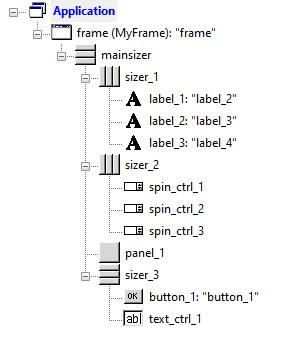 Application
frame (MyFrame): "frame"
mainsizer
sizer_1
A label_1: "label_2"
A label_2: "label_3"
A label_3: "label_4"
sizer_2
spin_ctrl_1
spin_ctrl_2
spin_ctrl_3
panel_1
sizer_3
OK button_1: "button_1"
ab| text_ctrl_1